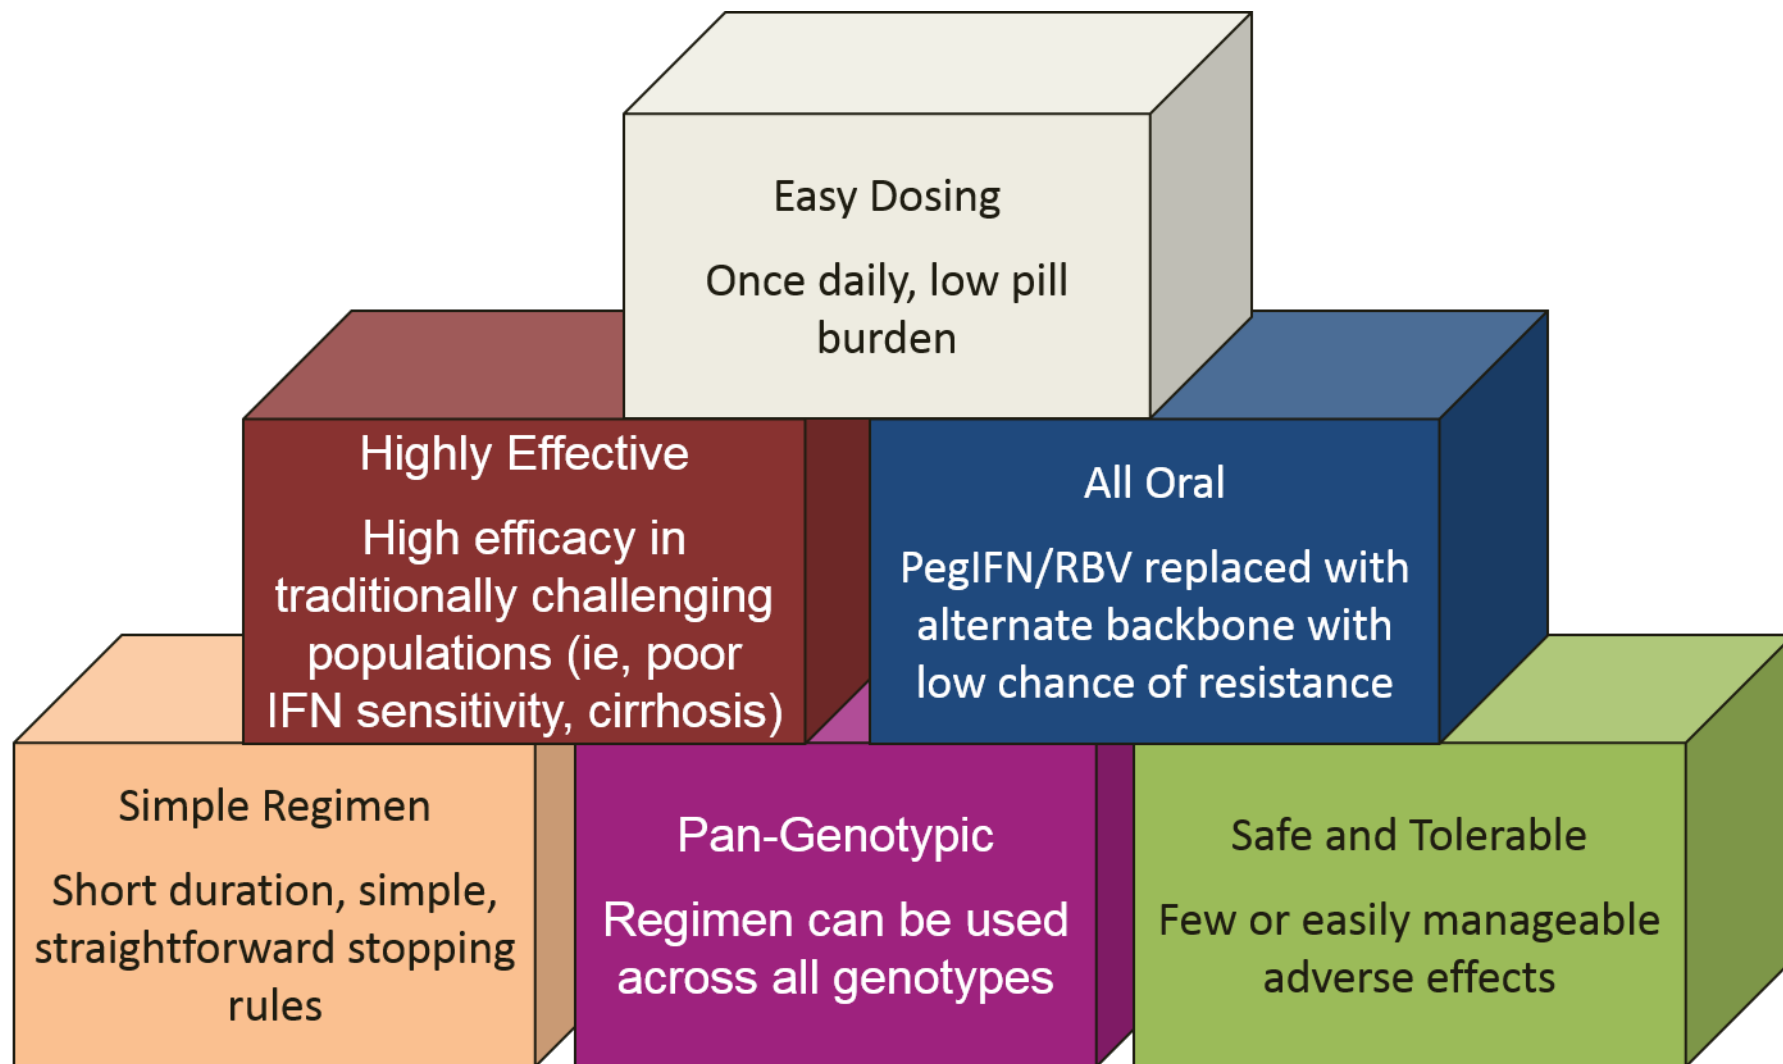 Easy Dosing
Once daily, low pill
burden
Highly Effective
High efficacy in
traditionally challenging
populations (ie, poor
IFN sensitivity, cirrhosis)
All Oral
PegIFN/RBV replaced with
alternate backbone with
low chance of resistance
Simple Regimen
Short duration, simple,
straightforward stopping
rules
Pan-Genotypic
Regimen can be used
across all genotypes
Safe and Tolerable
Few or easily manageable
adverse effects